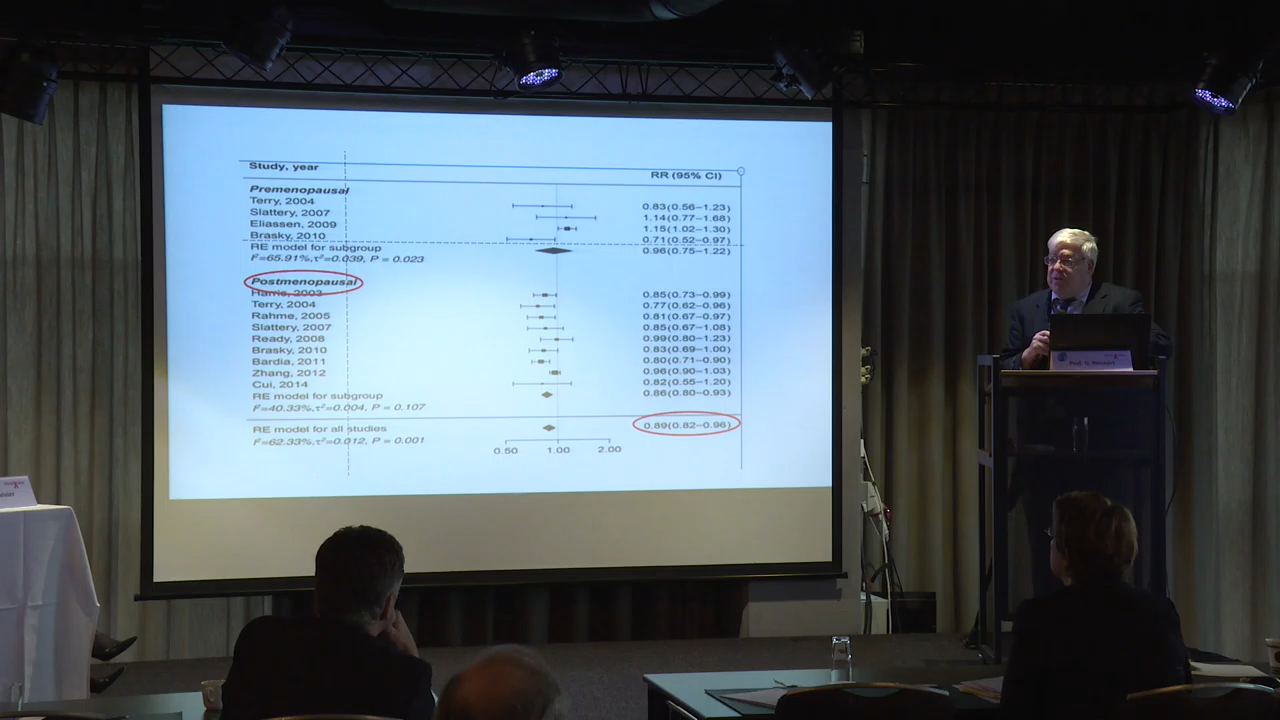 Study, year RR (95% CI)
Premenopausal
Terry, 2004 0.83(0.56–1.23)
Slattery, 2007 1.14(0.77–1.68)
Eliassen, 2009 1.15(1.02–1.30)
Brasky, 2010 0.71(0.52–0.97)
RE model for subgroup 0.96(0.75–1.22)
I²=65.91%,τ²=0.039, P = 0.023
Postmenopausal
Harris, 2003 0.85(0.73–0.99)
Terry, 2004 0.77(0.62–0.96)
Rahme, 2005 0.81(0.67–0.97)
Slattery, 2007 0.85(0.67–1.08)
Ready, 2008 0.99(0.80–1.23)
Brasky, 2010 0.83(0.69–1.00)
Bardia, 2011 0.80(0.71–0.90)
Zhang, 2012 0.96(0.90–1.03)
Cui, 2014 0.82(0.55–1.20)
RE model for subgroup 0.86(0.80–0.93)
I²=40.33%,τ²=0.004, P = 0.107
RE model for all studies 0.89(0.82–0.96)
I²=62.33%,τ²=0.012, P = 0.001
0.50 1.00 2.00
Prof.